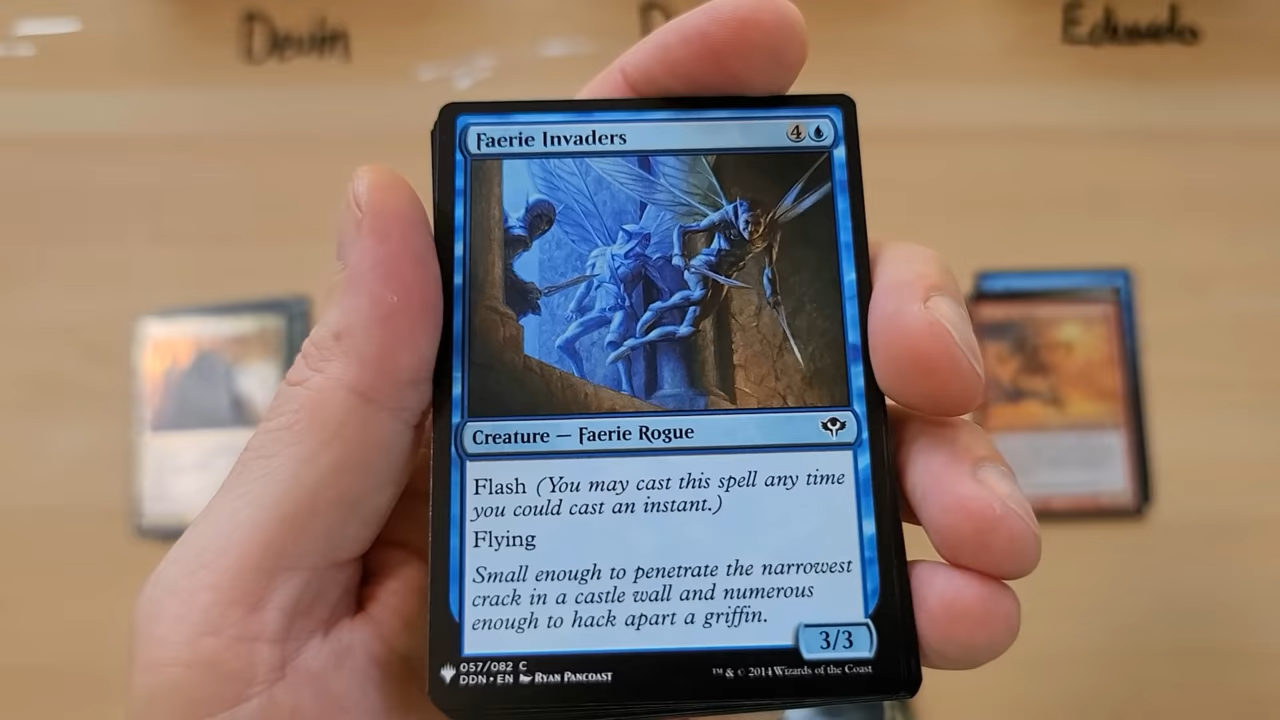 Devin
Eduardo
Faerie Invaders
4
Creature — Faerie Rogue
Flash (You may cast this spell any time
you could cast an instant.)
Flying
Small enough to penetrate the narrowest
crack in a castle wall and numerous
enough to hack apart a griffin.
3/3
057/082 C
DDN • EN Ryan Pancoast
™ & © 2014 Wizards of the Coast